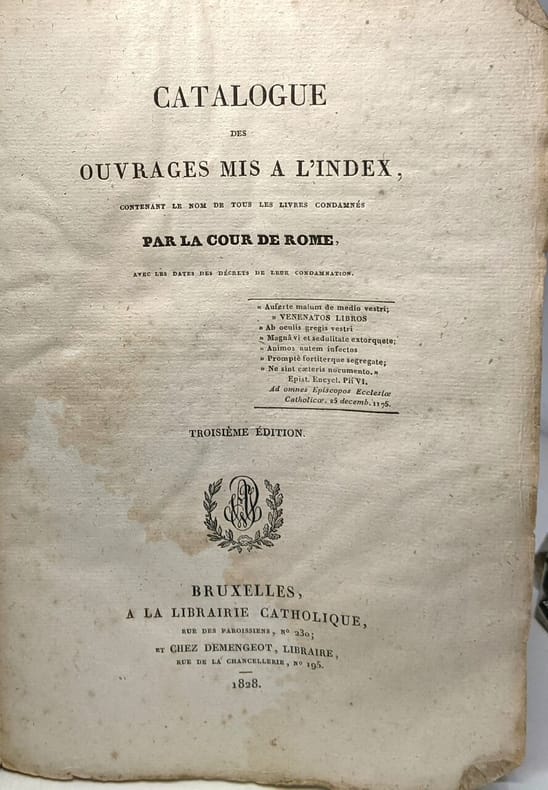 CATALOGUE
DES
OUVRAGES MIS A L'INDEX,
CONTENANT LE NOM DE TOUS LES LIVRES CONDAMNÉS
PAR LA COUR DE ROME,
AVEC LES DATES DES DÉCRETS DE LEUR CONDAMNATION.
« Auferte malum de medio vestri;
» VENENATOS LIBROS
» Ab oculis gregis vestri
» Magnâ vi et sedulitate extorquete;
» Animos autem infectos
» Promptè fortiterque segregate;
» Ne sint cæteris nocumento. »
Epist. Encycl. Pii VI.
Ad omnes Episcopos Ecclesiæ
Catholicæ, 25 decemb. 1175.
TROISIÈME ÉDITION.
BRUXELLES,
A LA LIBRAIRIE CATHOLIQUE,
RUE DES PAROISSIENS, N° 230;
ET CHEZ DEMENGEOT, LIBRAIRE,
RUE DE LA CHANCELLERIE, N° 195.
1828.